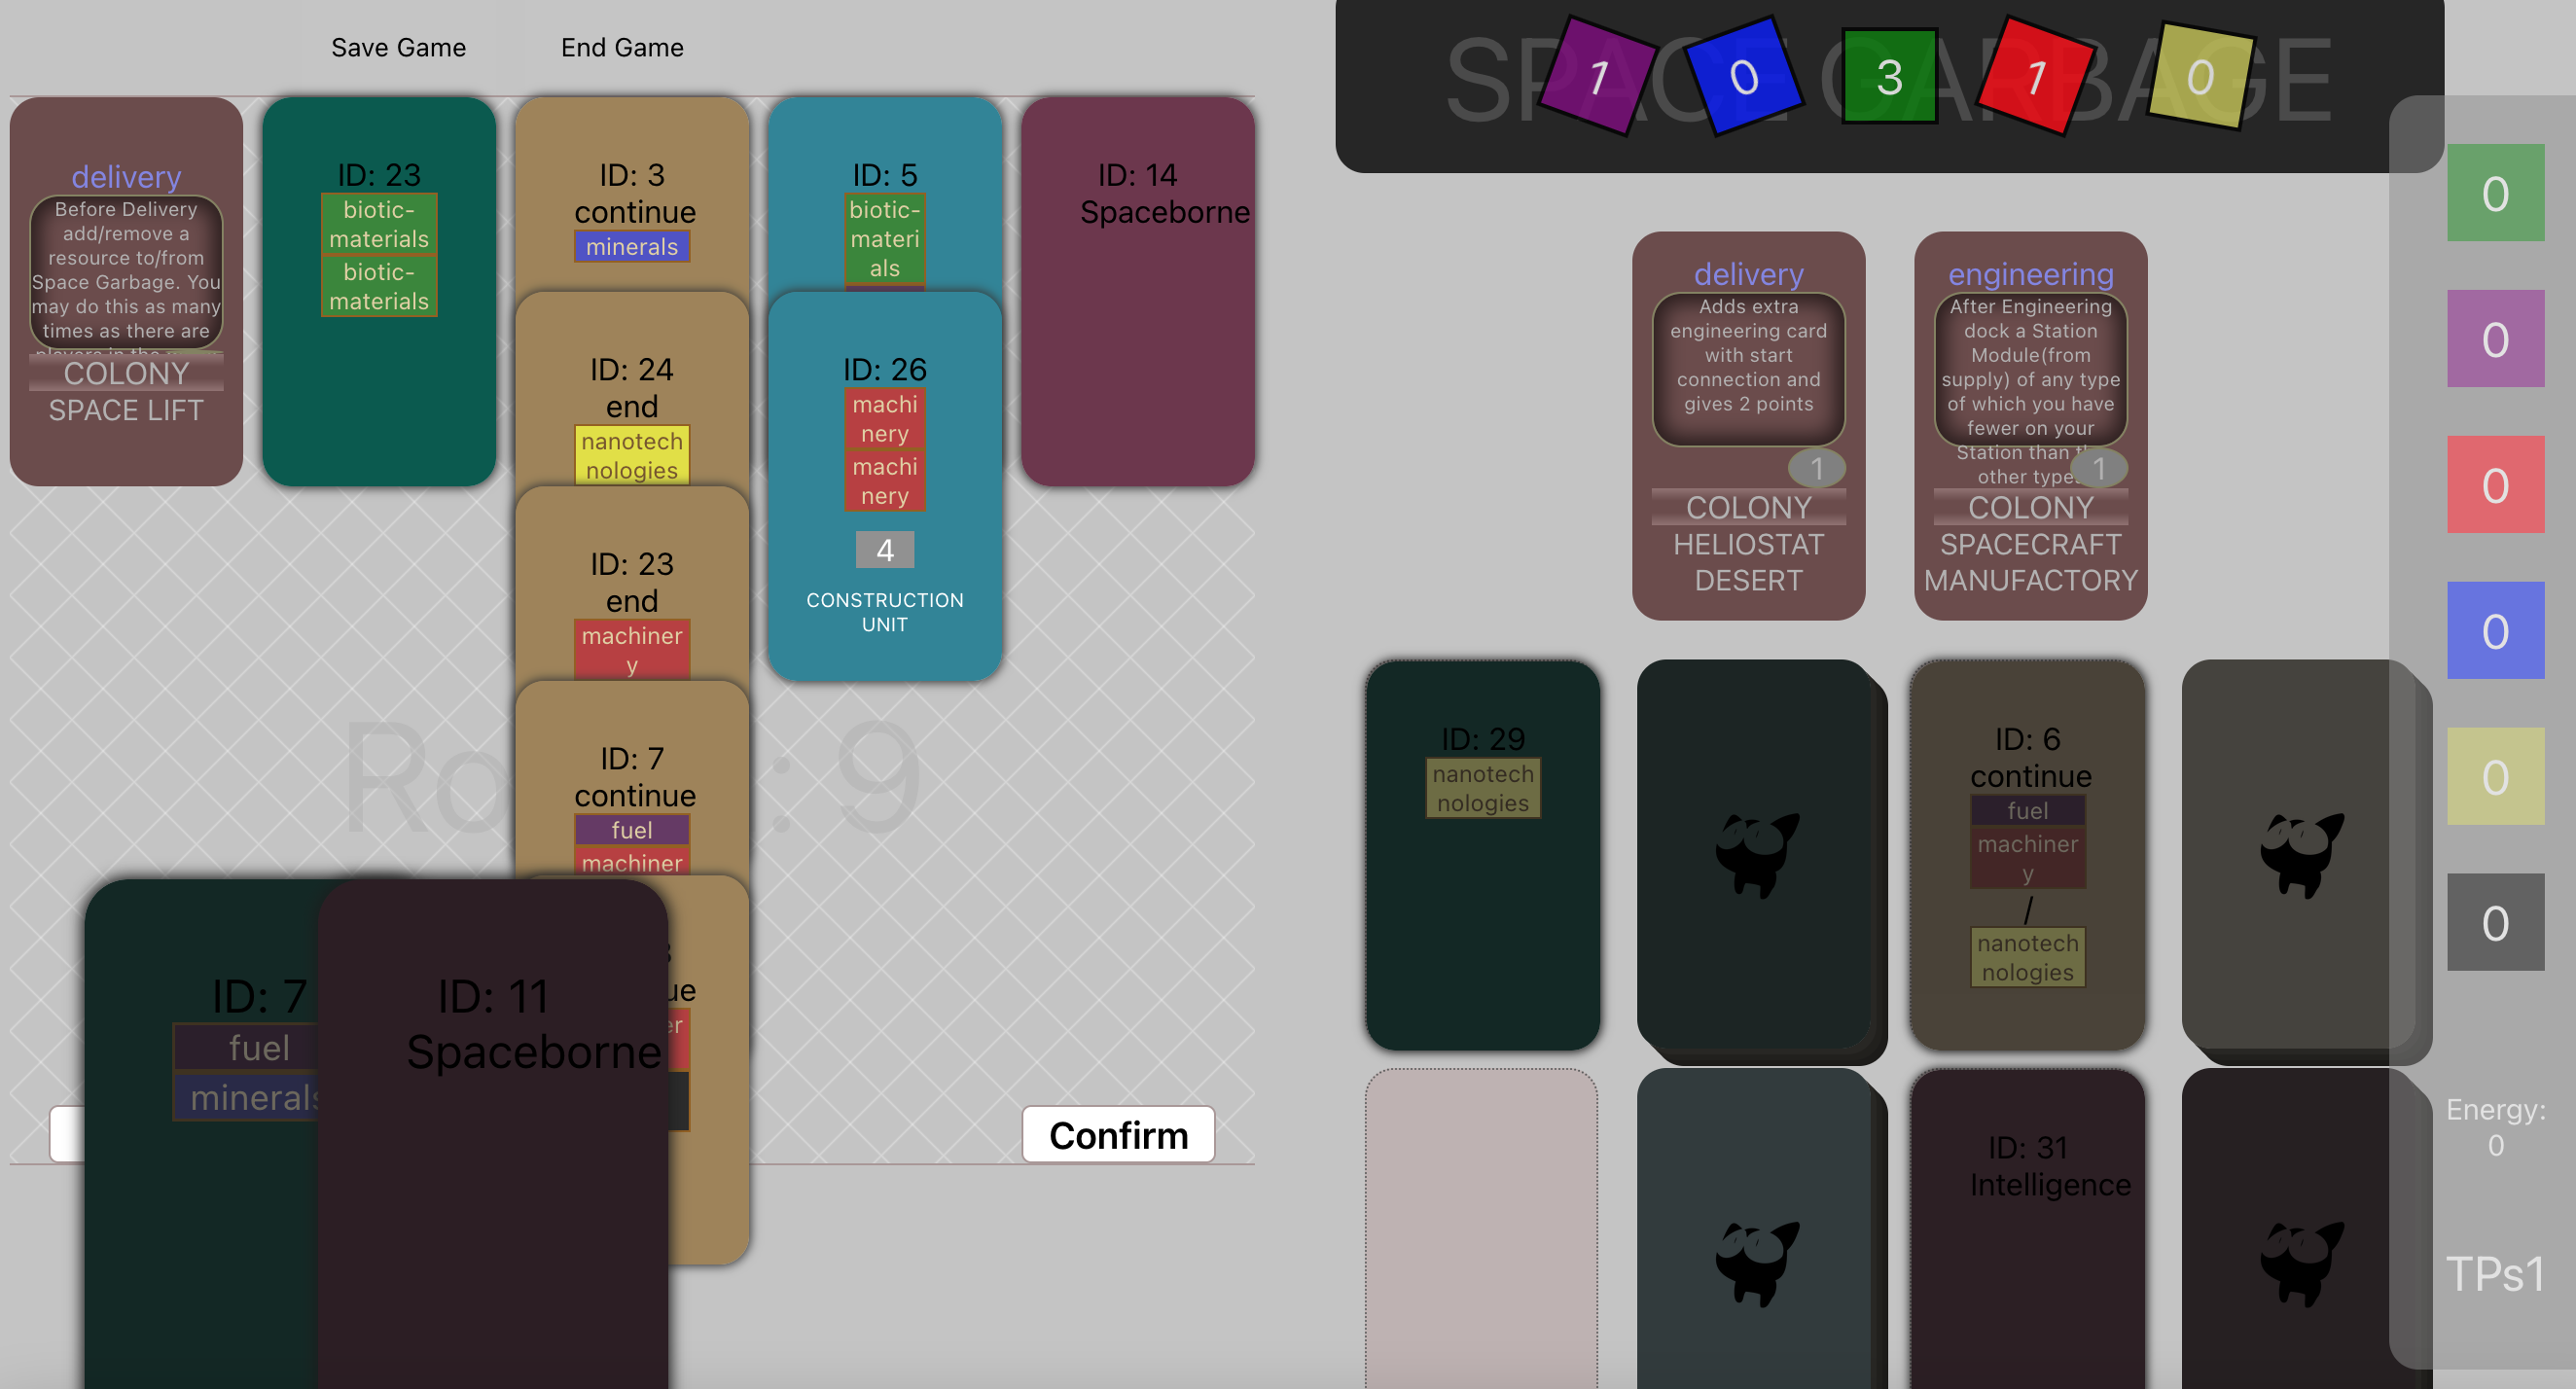 Save Game
End Game
delivery
Before Delivery
add/remove a
resource to/from
Space Garbage. You
may do this as many
times as there are
COLONY
SPACE LIFT
ID: 23
biotic-
materials
biotic-
materials
ID: 3
continue
minerals
ID: 24
end
nanotech
nologies
ID: 23
end
machiner
y
ID: 7
continue
fuel
machiner
ID: 5
biotic-
materi
als
ID: 26
machi
nery
machi
nery
4
CONSTRUCTION
UNIT
ID: 14
Spaceborne
: 9
ID: 7
fuel
minerals
ID: 11
Spaceborne
Confirm
SPACE GARBAGE
1
0
3
1
0
delivery
Adds extra
engineering card
with start
connection and
gives 2 points
1
COLONY
HELIOSTAT
DESERT
engineering
After Engineering
dock a Station
Module(from
supply) of any type
of which you have
fewer on your
Station than
other types
1
COLONY
SPACECRAFT
MANUFACTORY
ID: 29
nanotech
nologies
ID: 6
continue
fuel
machiner
y
/
nanotech
nologies
ID: 31
Intelligence
0
0
0
0
0
0
Energy:
0
TPs1